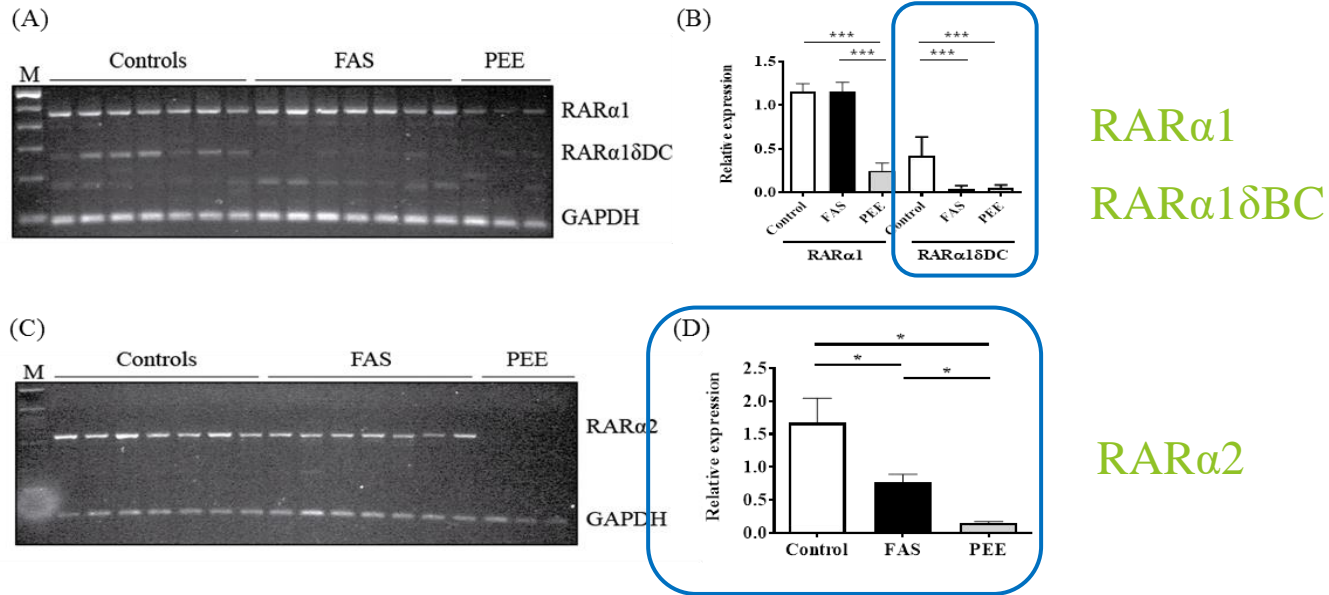 (A)
Controls FAS PEE
M
RARα1
RARα1δDC
GAPDH
(B)
*** ***
*** ***
1.5
1.0
0.5
0.0
Relative expression
Control FAS PEE Control FAS PEE
RARα1 RARα1δDC
RARα1
RARα1δBC
(C)
Controls FAS PEE
M
RARα2
GAPDH
(D)
*
* *
2.5
2.0
1.5
1.0
0.5
0.0
Relative expression
Control FAS PEE
RARα2